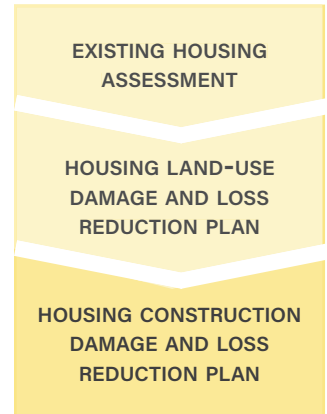 EXISTING HOUSING
ASSESSMENT
HOUSING LAND-USE
DAMAGE AND LOSS
REDUCTION PLAN
HOUSING CONSTRUCTION
DAMAGE AND LOSS
REDUCTION PLAN